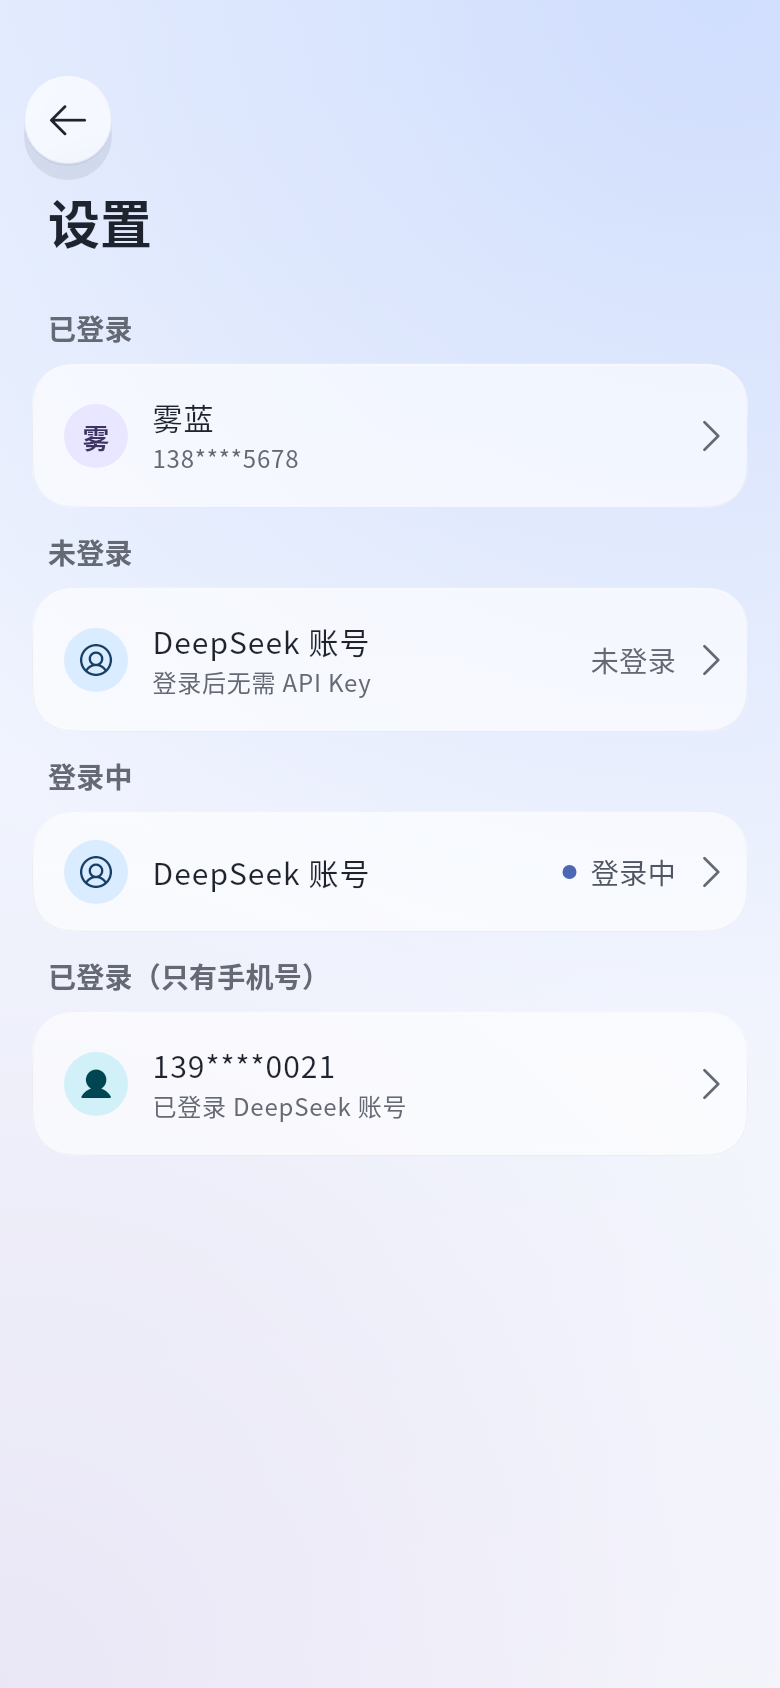 设置
已登录
雾
雾蓝
138****5678
未登录
DeepSeek 账号
登录后无需 API Key
未登录
登录中
DeepSeek 账号
登录中
已登录（只有手机号）
139****0021
已登录 DeepSeek 账号